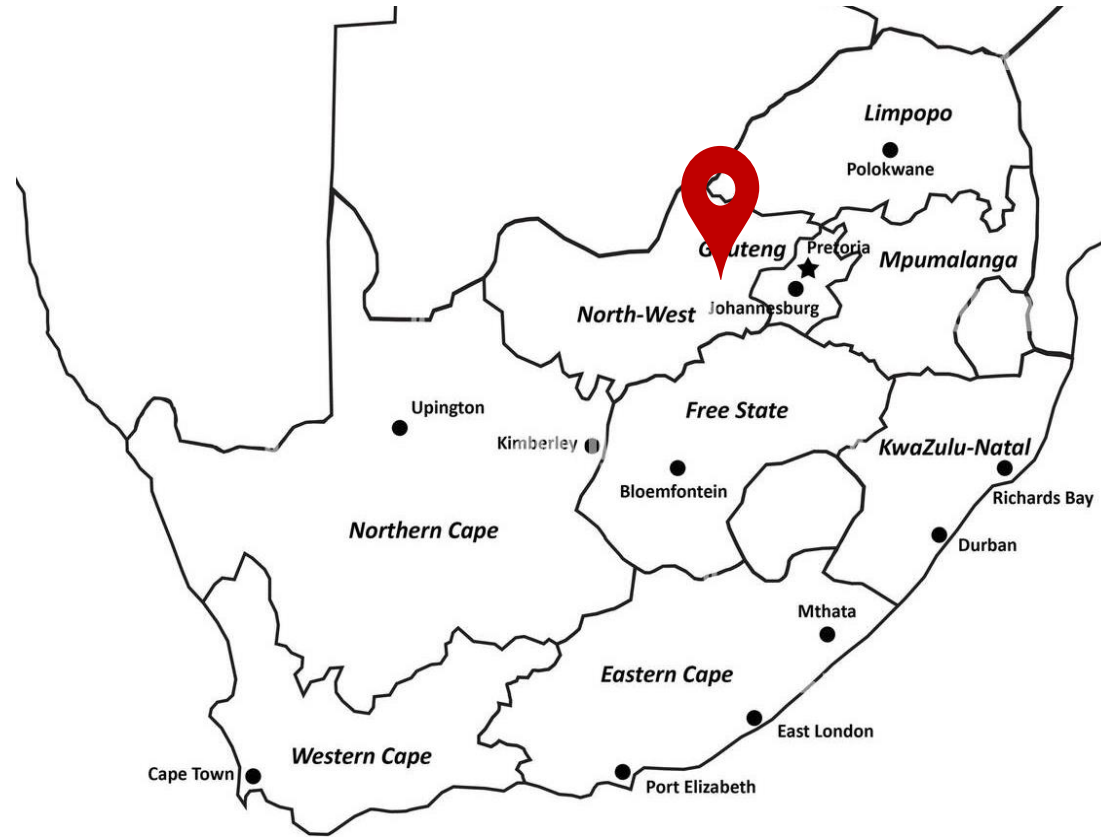 Limpopo
Polokwane
Gauteng
Pretoria
Mpumalanga
North-West
Johannesburg
Upington
Free State
Kimberley
KwaZulu-Natal
Bloemfontein
Richards Bay
Northern Cape
Durban
Mthata
Eastern Cape
East London
Western Cape
Cape Town
Port Elizabeth